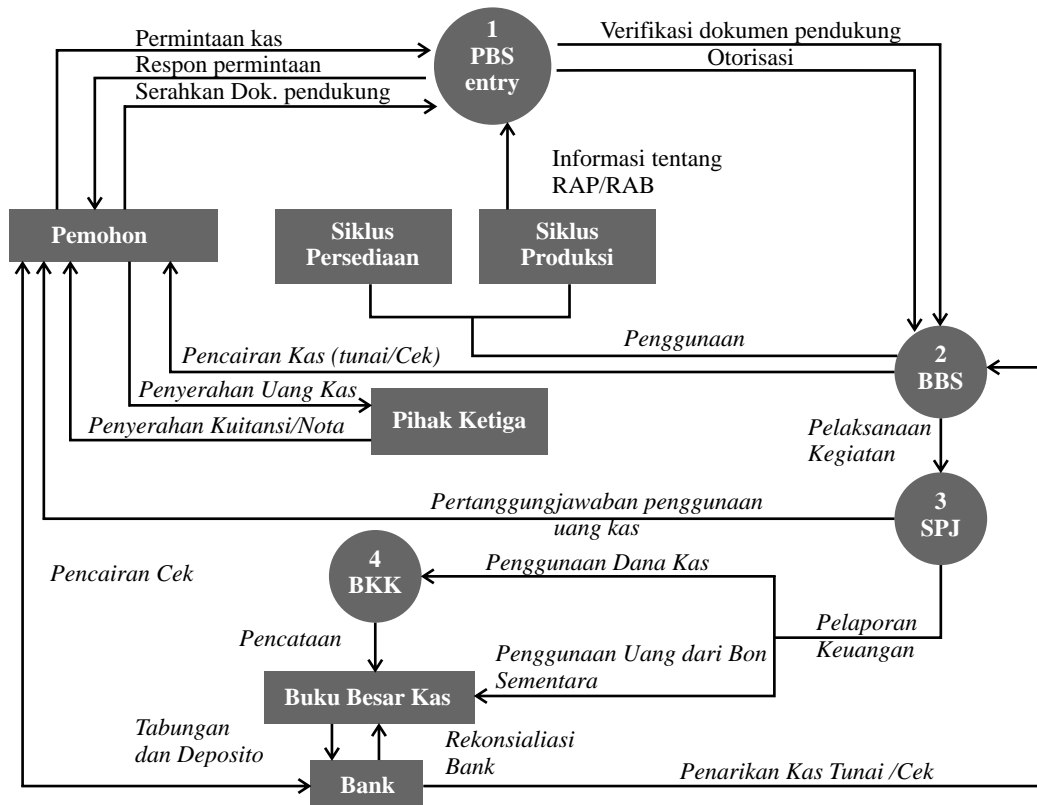 Permintaan kas
Respon permintaan
Serahkan Dok. pendukung
1
PBS
entry
Verifikasi dokumen pendukung
Otorisasi
Informasi tentang
RAP/RAB
Pemohon
Siklus
Persediaan
Siklus
Produksi
Penggunaan
Pencairan Kas (tunai/Cek)
2
BBS
Penyerahan Uang Kas
Penyerahan Kuitansi/Nota
Pihak Ketiga
Pelaksanaan
Kegiatan
Pertanggungjawaban penggunaan
uang kas
3
SPJ
Pencairan Cek
4
BKK
Penggunaan Dana Kas
Pencataan
Pelaporan
Keuangan
Penggunaan Uang dari Bon
Sementara
Buku Besar Kas
Tabungan
dan Deposito
Rekonsialiasi
Bank
Bank
Penarikan Kas Tunai /Cek